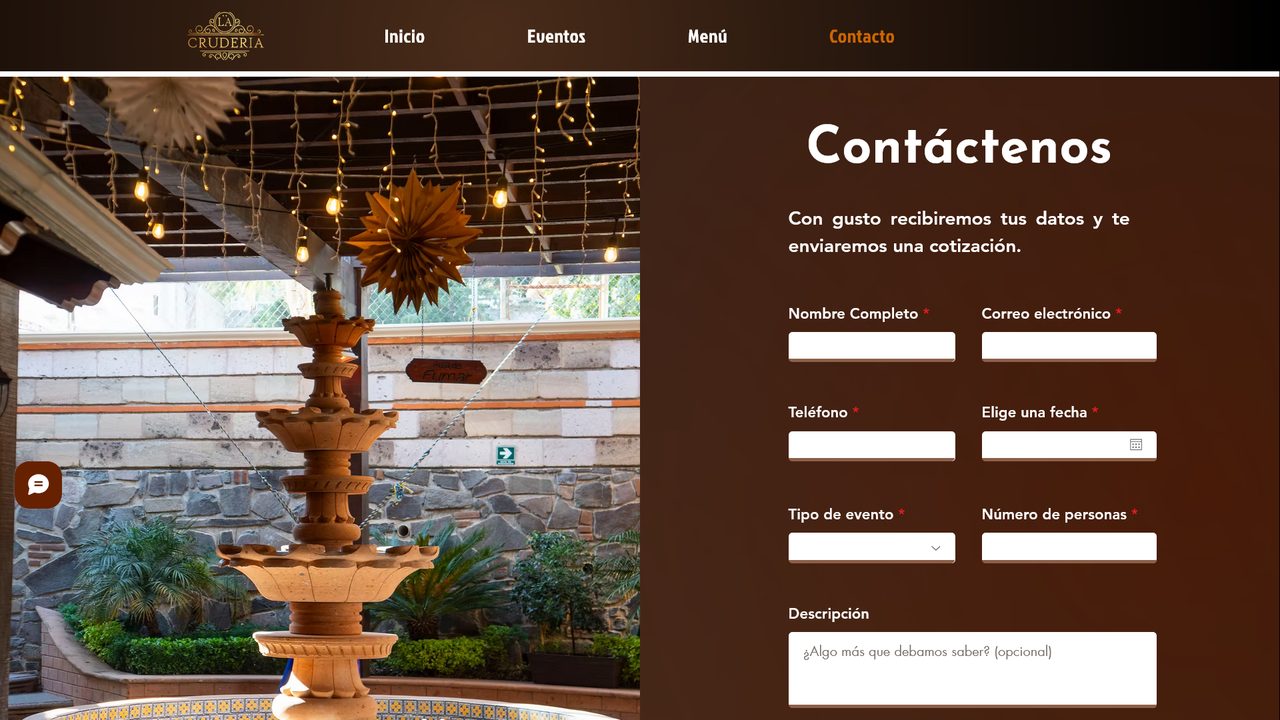 LA
CRUDERIA
Inicio
Eventos
Menú
Contacto
Contáctenos
Con gusto recibiremos tus datos y te
enviaremos una cotización.
Nombre Completo *
Correo electrónico *
Teléfono *
Elige una fecha *
Tipo de evento *
Número de personas *
Descripción
¿Algo más que debamos saber? (opcional)
Fumar